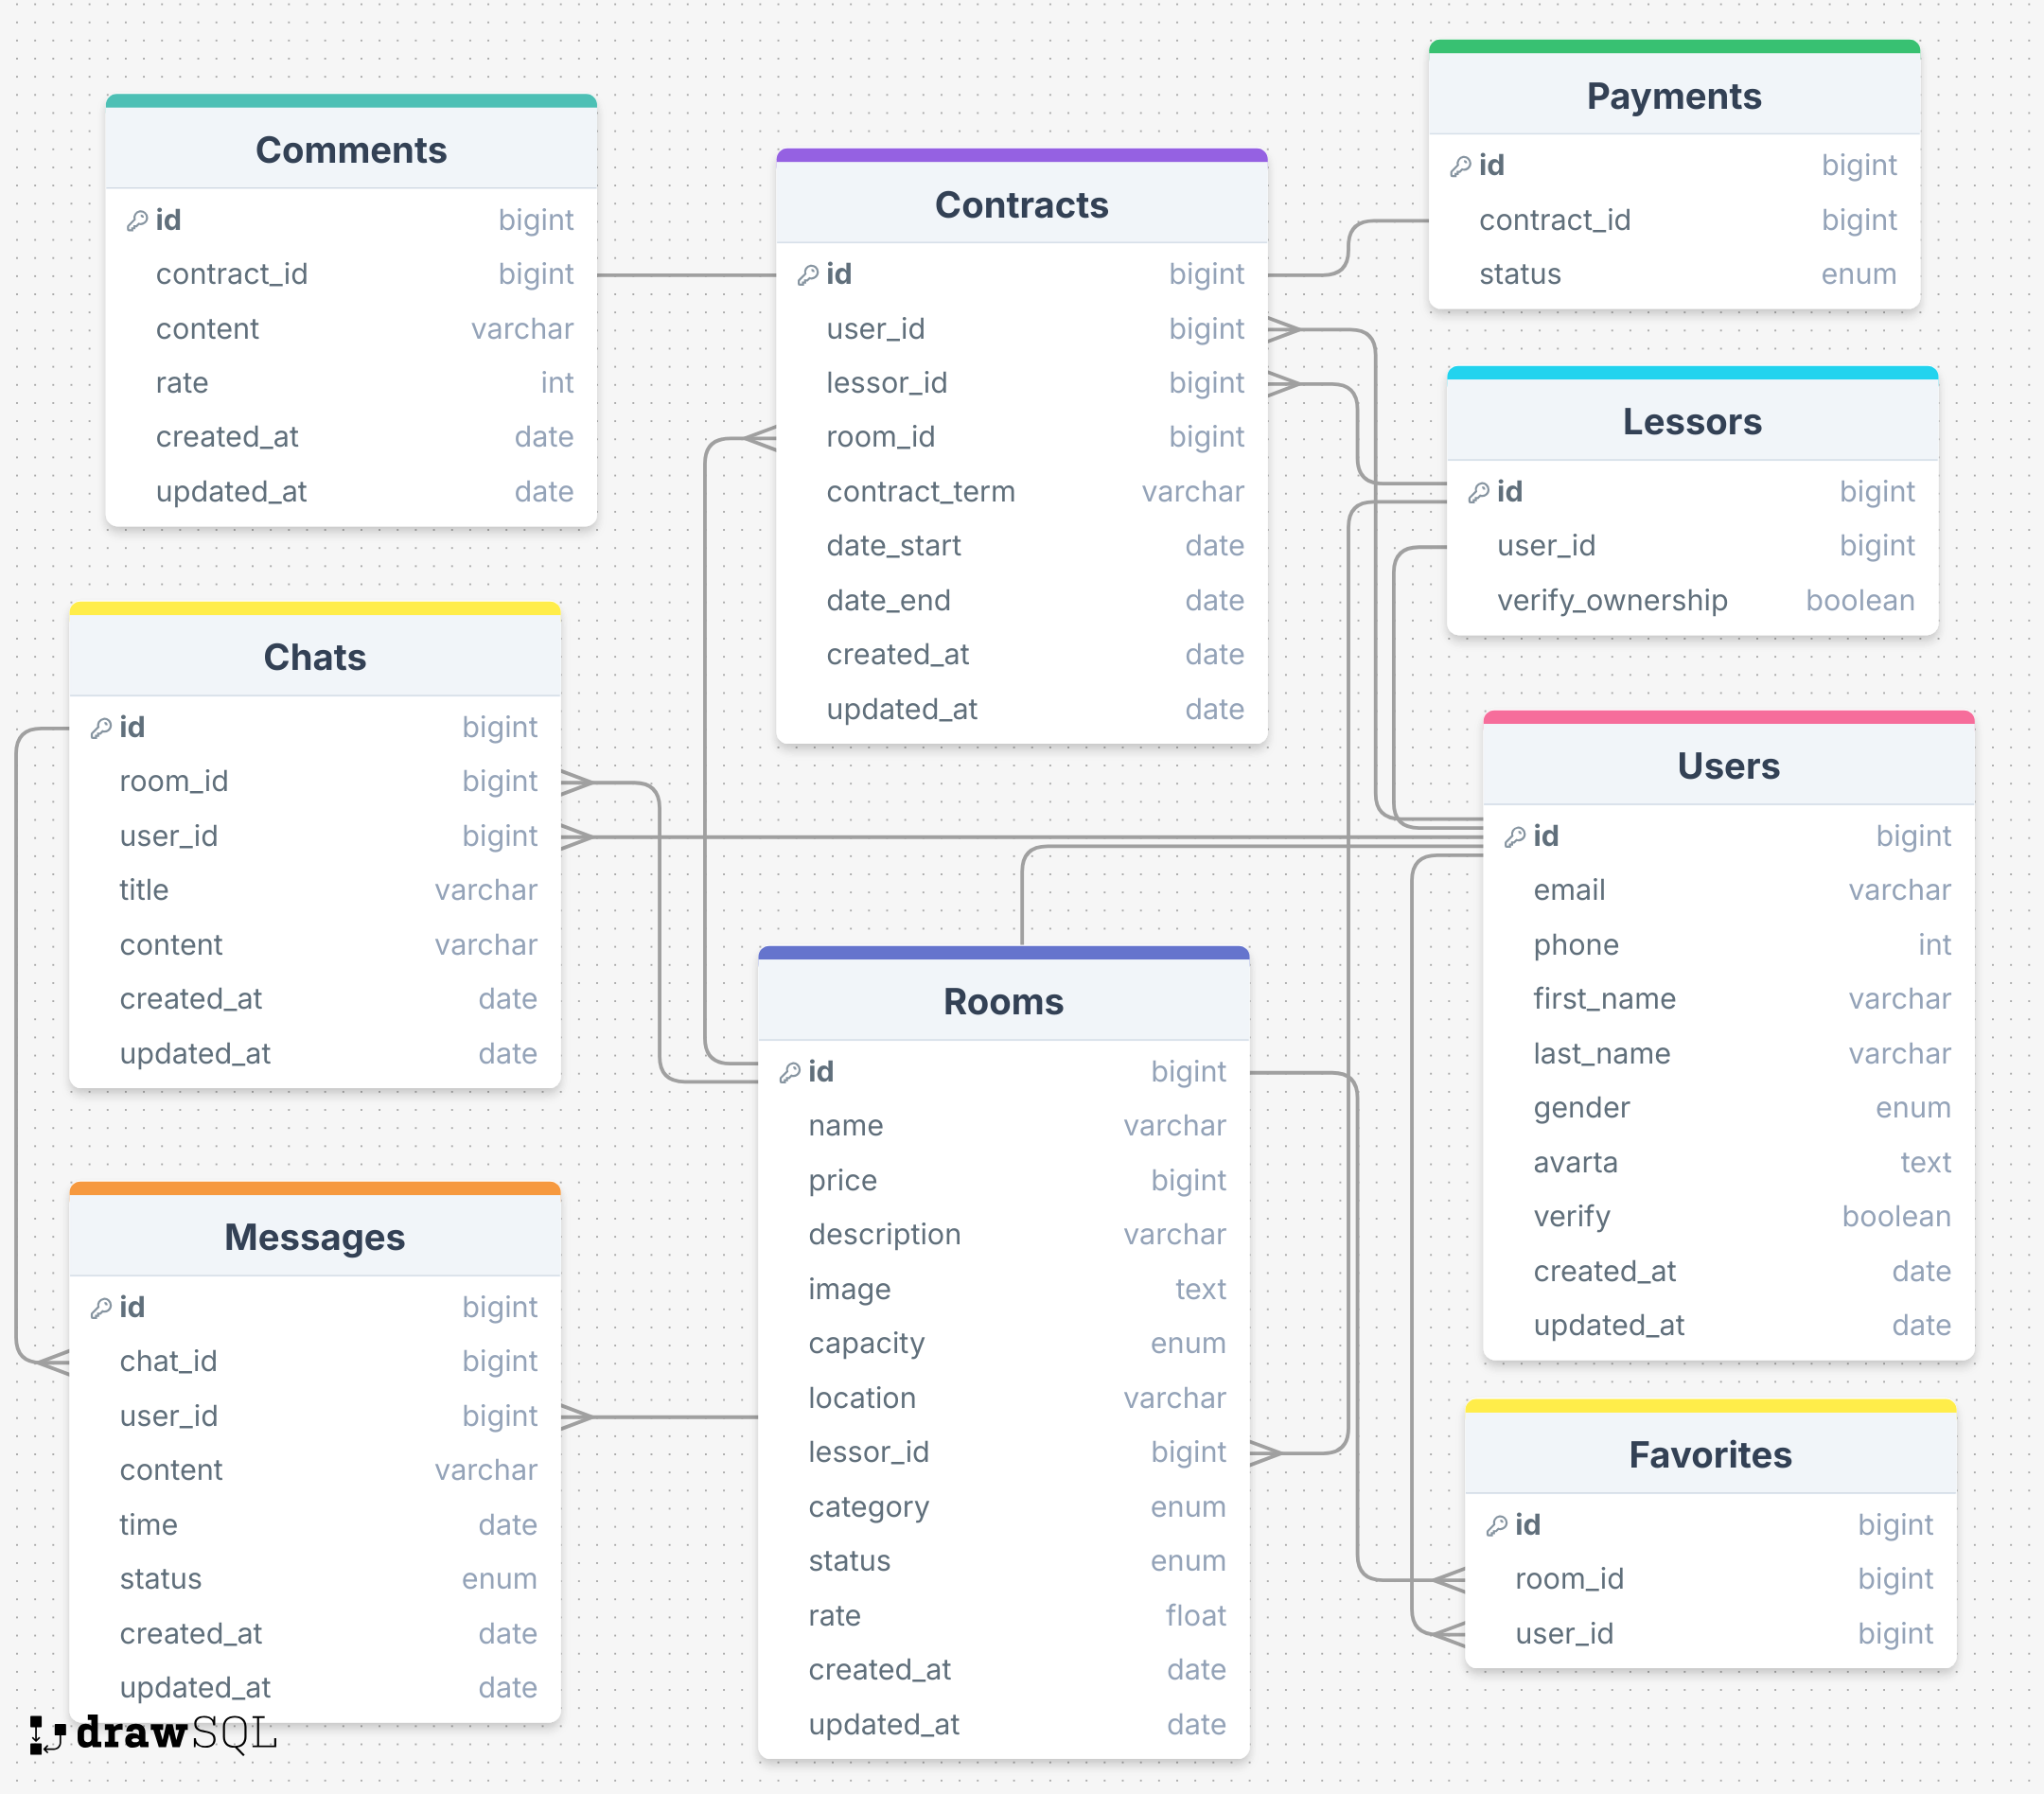 Comments
id bigint
contract_id bigint
content varchar
rate int
created_at date
updated_at date
Contracts
id bigint
user_id bigint
lessor_id bigint
room_id bigint
contract_term varchar
date_start date
date_end date
created_at date
updated_at date
Payments
id bigint
contract_id bigint
status enum
Lessors
id bigint
user_id bigint
verify_ownership boolean
Chats
id bigint
room_id bigint
user_id bigint
title varchar
content varchar
created_at date
updated_at date
Users
id bigint
email varchar
phone int
first_name varchar
last_name varchar
gender enum
avarta text
verify boolean
created_at date
updated_at date
Rooms
id bigint
name varchar
price bigint
description varchar
image text
capacity enum
location varchar
lessor_id bigint
category enum
status enum
rate float
created_at date
updated_at date
Messages
id bigint
chat_id bigint
user_id bigint
content varchar
time date
status enum
created_at date
updated_at date
Favorites
id bigint
room_id bigint
user_id bigint
drawSQL